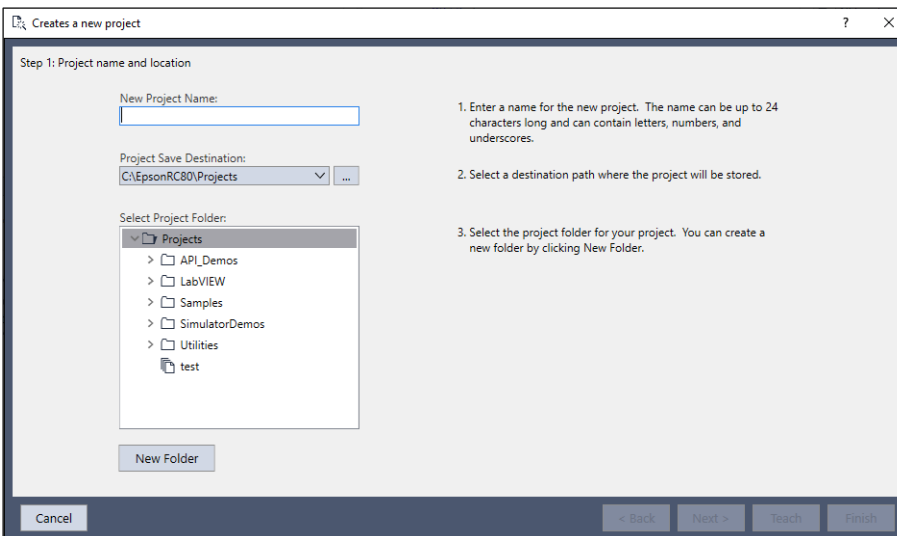 Creates a new project
?
Step 1: Project name and location
New Project Name:
1. Enter a name for the new project. The name can be up to 24
characters long and can contain letters, numbers, and
underscores.
Project Save Destination:
C:\EpsonRC80\Projects
...
2. Select a destination path where the project will be stored.
Select Project Folder:
3. Select the project folder for your project. You can create a
new folder by clicking New Folder.
Projects
API_Demos
LabVIEW
Samples
SimulatorDemos
Utilities
test
New Folder
Cancel
< Back
Next >
Teach
Finish